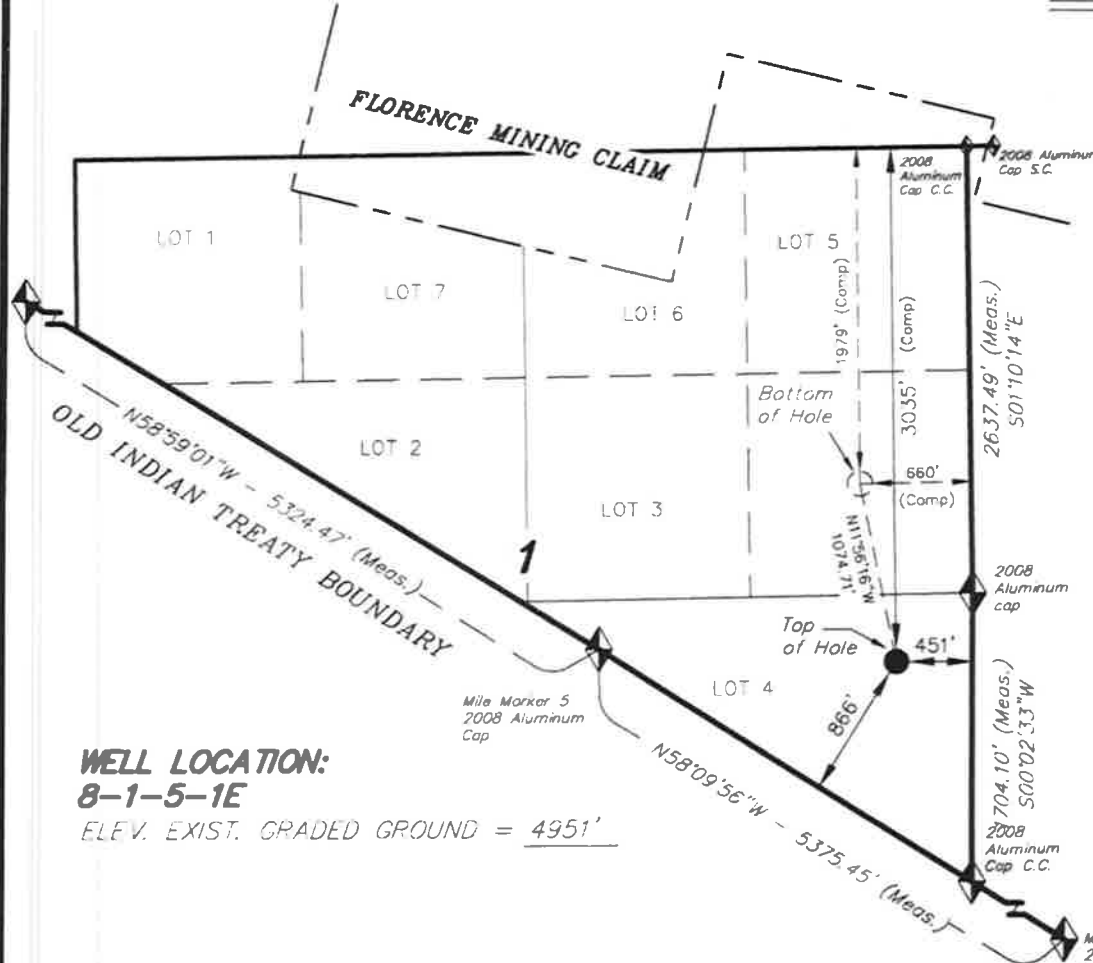 FLORENCE MINING CLAIM
2008
Aluminum
Cap C.C.
2008 Aluminum
Cap S.C.
LOT 1
LOT 7
LOT 6
LOT 5
1979' (Comp)
3035' (Comp)
2637.49' (Meas.)
S01°10'14"E
Bottom
of Hole
660'
(Comp)
N11°56'16"W
1074.71'
N58°59'01"W - 5324.47' (Meas.)
OLD INDIAN TREATY BOUNDARY
LOT 2
LOT 3
1
2008
Aluminum
cap
Top
of Hole
451'
LOT 4
866'
Mile Marker 5
2008 Aluminum
Cap
N58°09'56"W - 5375.45' (Meas.)
1704.10' (Meas.)
S00°02'33"W
2008
Aluminum
Cap C.C.
WELL LOCATION:
8-1-5-1E
ELEV. EXIST. GRADED GROUND = 4951'